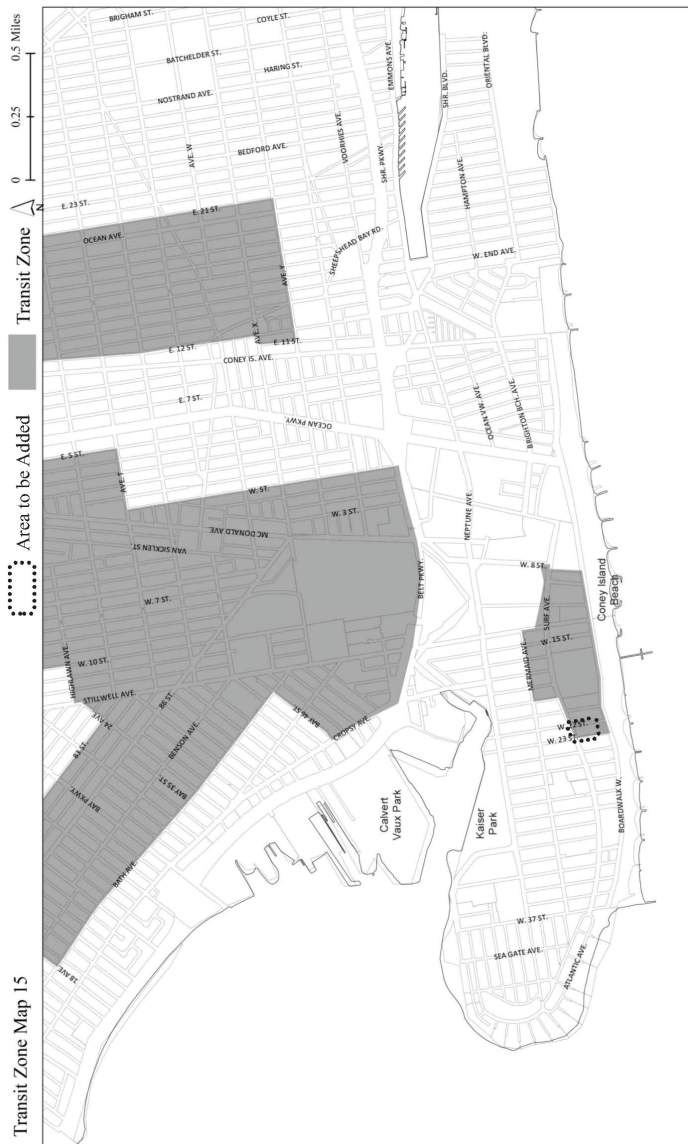 Transit Zone Map 15
Area to be Added
Transit Zone
N
0 0.25 0.5 Miles
BRIGHAM ST.
COYLE ST.
BATCHELDER ST.
HARING ST.
NOSTRAND AVE.
AVE. W
BEDFORD AVE.
VOORHIES AVE.
EMMONS AVE.
SHR. BLVD.
ORIENTAL BLVD.
E. 23 ST.
E. 21 ST.
OCEAN AVE.
SHR. PKWY.
HAMPTON AVE.
SHEEPSHEAD BAY RD.
AVE. Y
W. END AVE.
AVE. X
E. 12 ST.
E. 11 ST.
CONEY IS. AVE.
E. 7 ST.
OCEAN PKWY.
OCEAN VW. AVE.
BRIGHTON BCH. AVE.
E. 5 ST.
AVE. T
W. 5T.
W. 3 ST.
MC DONALD AVE.
VAN SICKLEN ST
NEPTUNE AVE.
W. 7 ST.
BELT PKWY.
W. 8 ST.
Coney Island
Beach
HIGHLAWN AVE.
W. 10 ST.
STILLWELL AVE.
SURF AVE.
W. 15 ST.
MERMAID AVE.
24 AVE.
86 ST.
83 ST.
BENSON AVE.
BAY 46 ST.
CROPSY AVE.
W. 23 ST.
BAY PKWY.
BAY 35 ST.
BATH AVE.
Calvert
Vaux Park
Kaiser
Park
BOARDWALK W.
18 AVE.
W. 37 ST.
SEA GATE AVE.
ATLANTIC AVE.